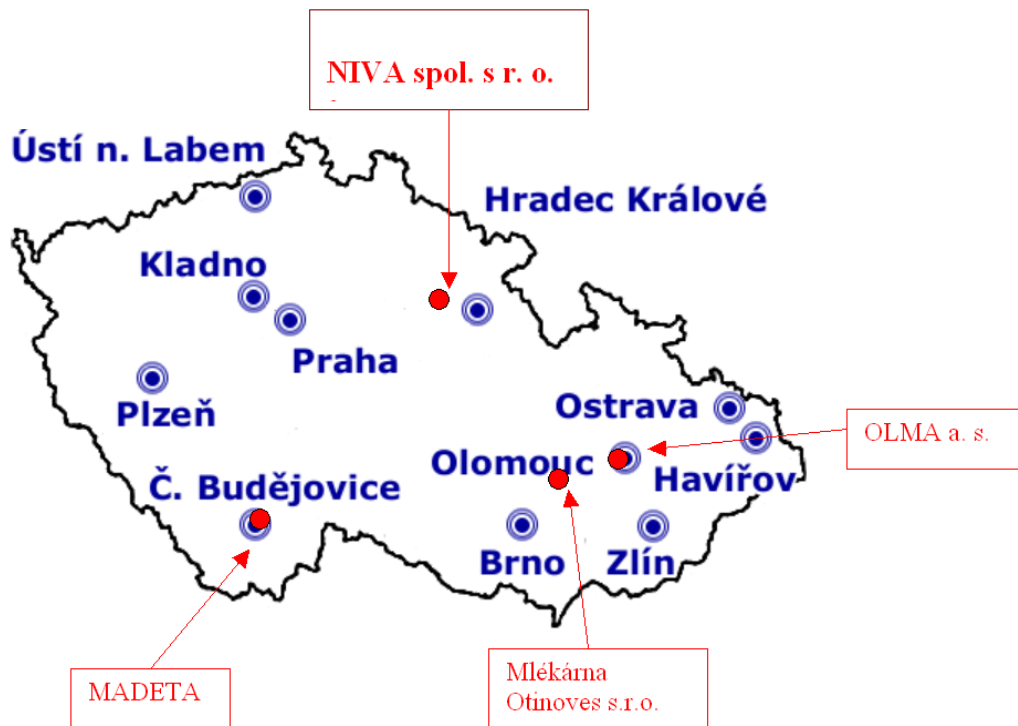 NIVA spol. s r. o.
Ústí n. Labem
Hradec Králové
Kladno
Praha
Plzeň
Ostrava
OLMA a. s.
Olomouc
Havířov
Č. Budějovice
Brno
Zlín
MADETA
Mlékárna
Otinoves s.r.o.